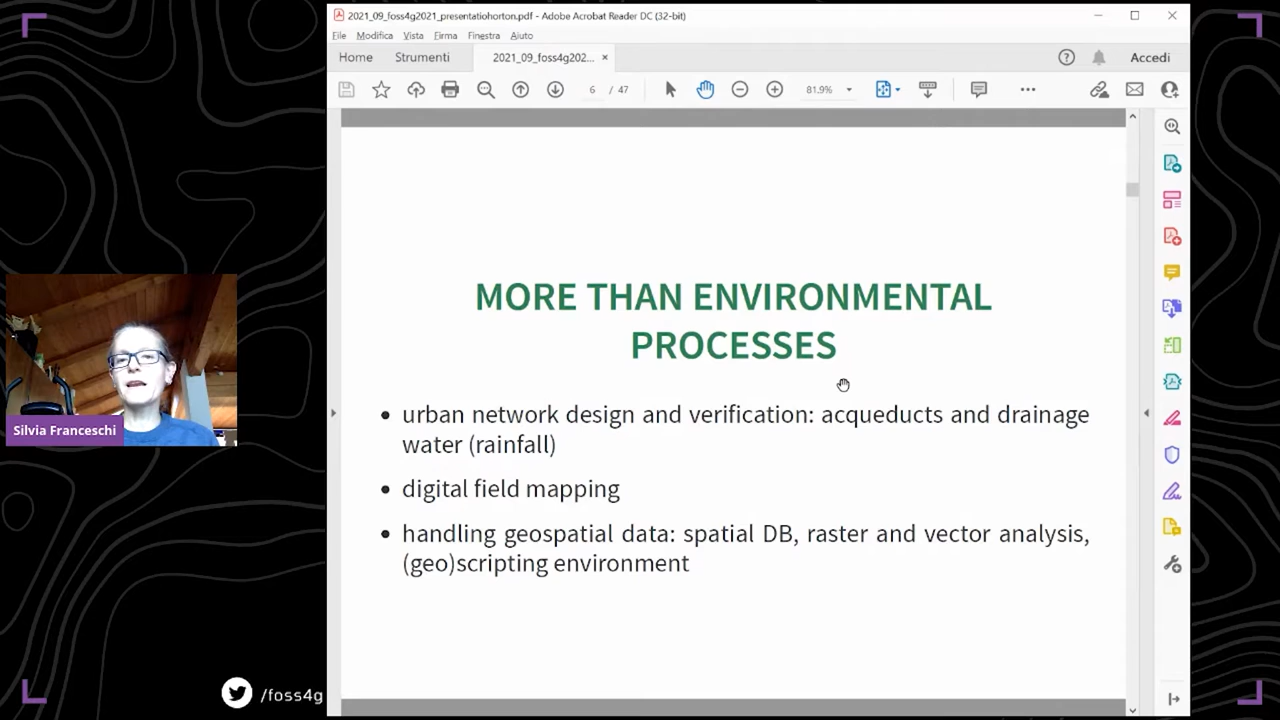 2021_09_foss4g2021_presentatiohorton.pdf - Adobe Acrobat Reader DC (32-bit)
File Modifica Vista Firma Finestra Aiuto
Home Strumenti 2021_09_foss4g202... × Accedi
6 / 47 81.9%
MORE THAN ENVIRONMENTAL
PROCESSES
• urban network design and verification: acqueducts and drainage
water (rainfall)
• digital field mapping
• handling geospatial data: spatial DB, raster and vector analysis,
(geo)scripting environment
Silvia Franceschi
/foss4g